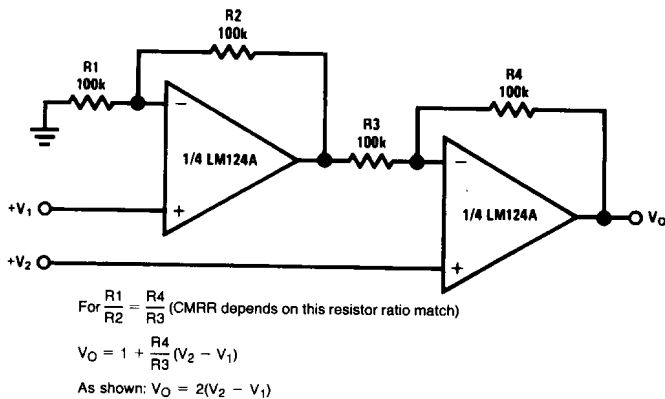 R2
100k
R1
100k
R4
100k
R3
100k
−
1/4 LM124A
+
−
1/4 LM124A
+
+V1
+V2
VO
For R1/R2 = R4/R3 (CMRR depends on this resistor ratio match)
VO = 1 + R4/R3 (V2 − V1)
As shown: VO = 2(V2 − V1)